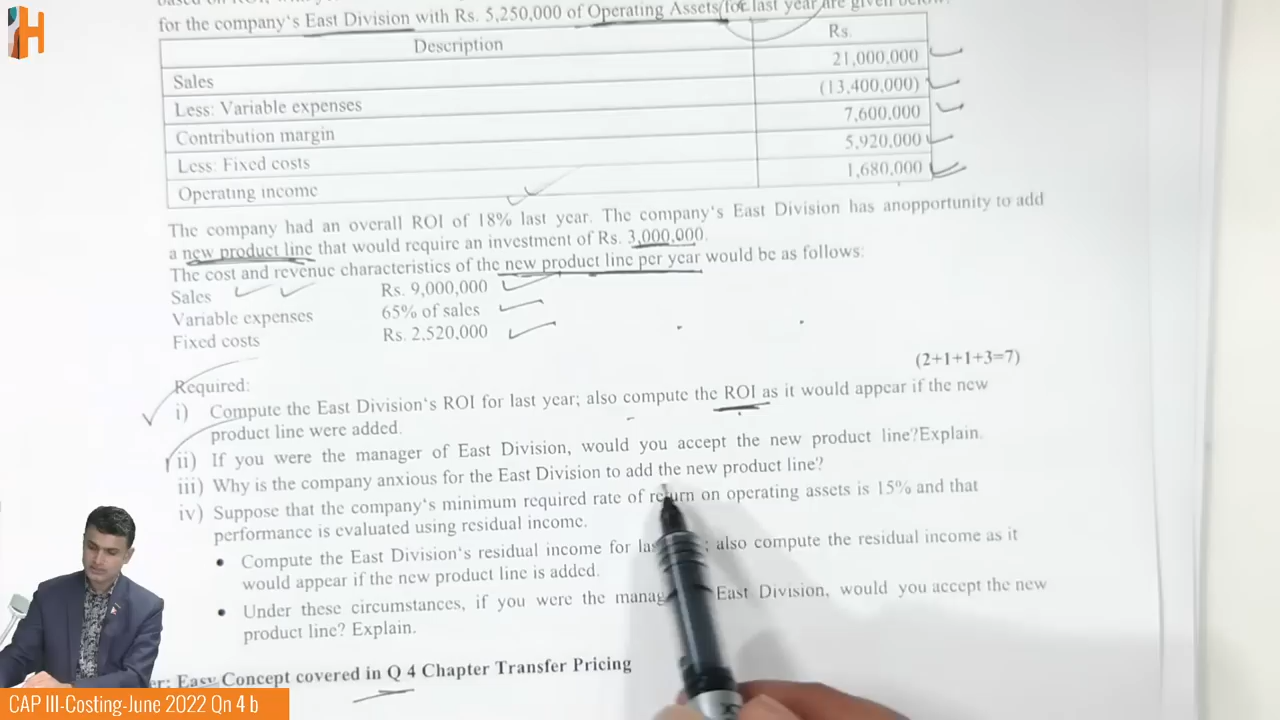 for the company's East Division with Rs. 5,250,000 of Operating Assets for last year are given
Description Rs.
Sales 21,000,000
Less: Variable expenses (13,400,000)
Contribution margin 7,600,000
Less: Fixed costs 5,920,000
Operating income 1,680,000
The company had an overall ROI of 18% last year. The company's East Division has anopportunity to add
a new product line that would require an investment of Rs. 3,000,000.
The cost and revenue characteristics of the new product line per year would be as follows:
Sales Rs. 9,000,000
Variable expenses 65% of sales
Fixed costs Rs. 2,520,000
(2+1+1+3=7)
Required:
i) Compute the East Division's ROI for last year; also compute the ROI as it would appear if the new
product line were added.
ii) If you were the manager of East Division, would you accept the new product line?Explain.
iii) Why is the company anxious for the East Division to add the new product line?
iv) Suppose that the company's minimum required rate of return on operating assets is 15% and that
performance is evaluated using residual income.
• Compute the East Division's residual income for ; also compute the residual income as it
would appear if the new product line is added.
• Under these circumstances, if you were the East Division, would you accept the new
product line? Explain.
Easy Concept covered in Q 4 Chapter Transfer Pricing
H
CAP III-Costing-June 2022 Qn 4 b